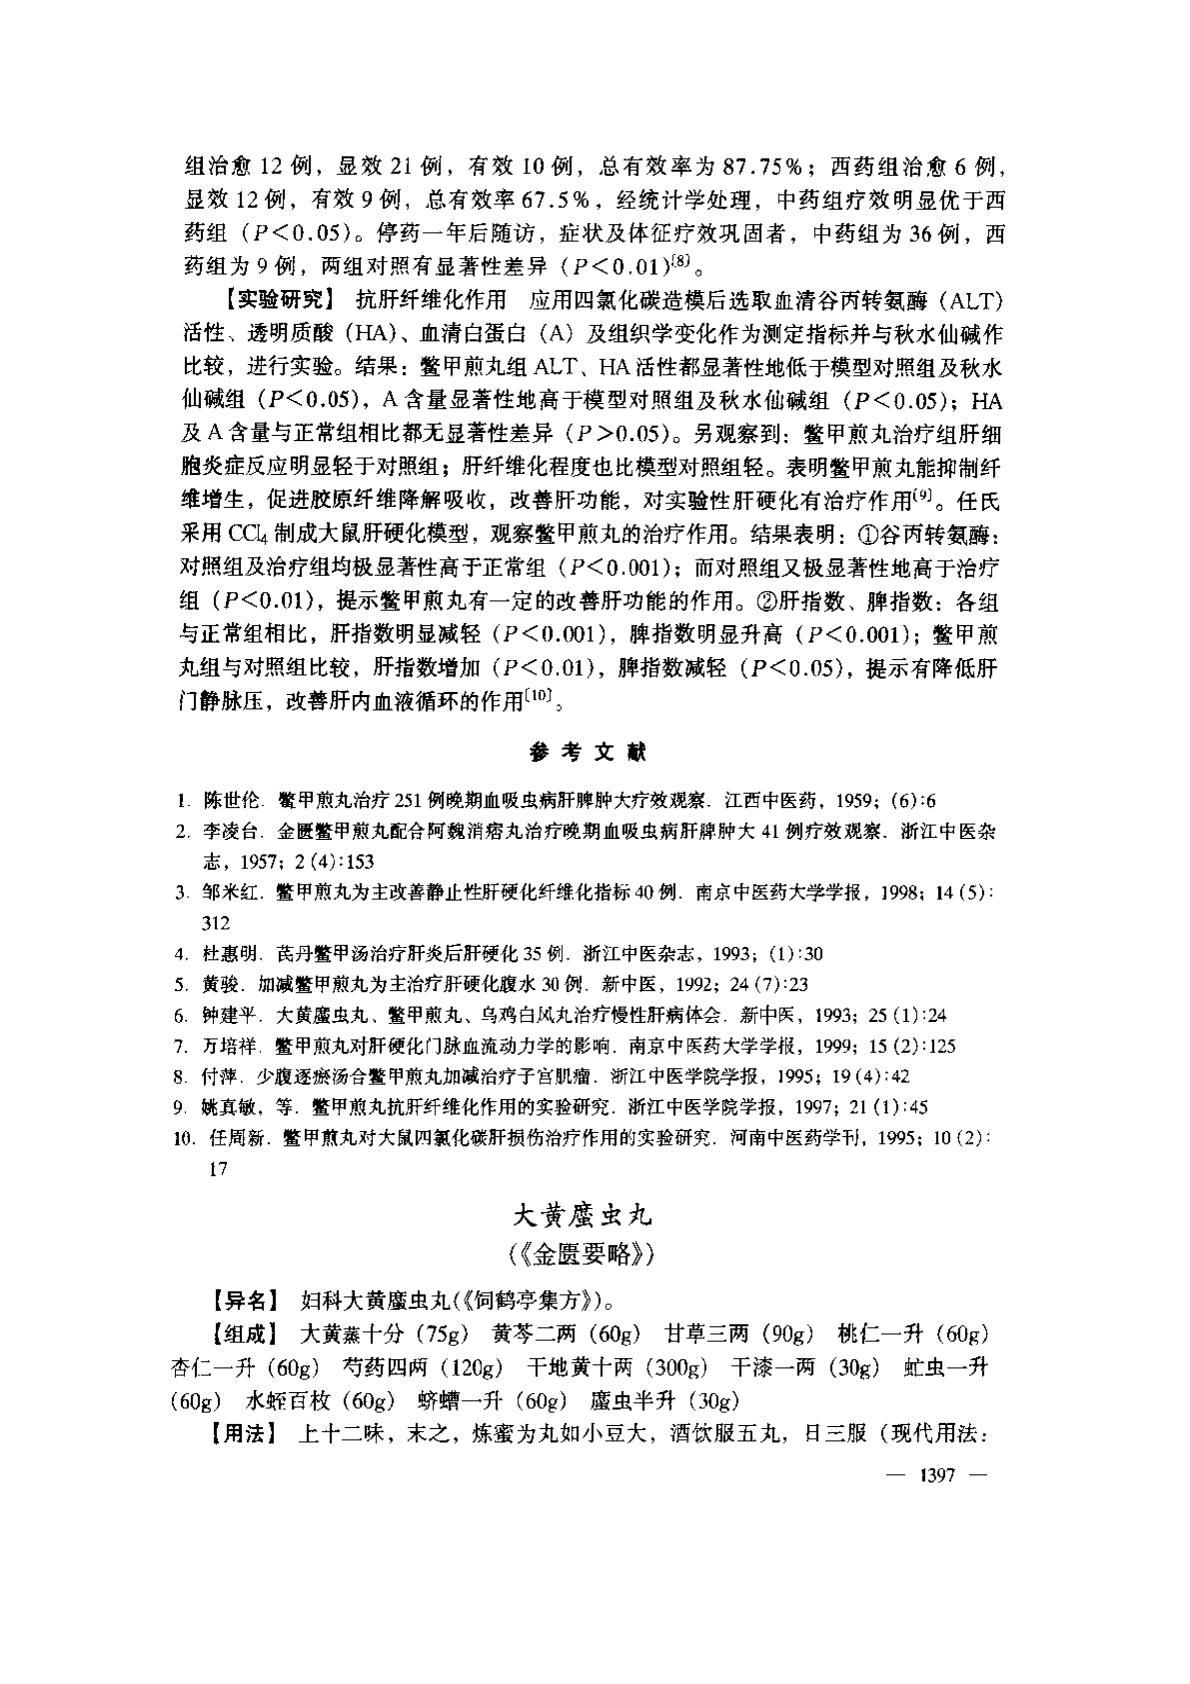 组治愈 12 例，显效 21 例，有效 10 例，总有效率为 87.75%；西药组治愈 6 例，
显效 12 例，有效 9 例，总有效率 67.5%，经统计学处理，中药组疗效明显优于西
药组（P＜0.05）。停药一年后随访，症状及体征疗效巩固者，中药组为 36 例，西
药组为 9 例，两组对照有显著性差异（P＜0.01）〔8〕。
【实验研究】 抗肝纤维化作用 应用四氯化碳造模后选取血清谷丙转氨酶（ALT）
活性、透明质酸（HA）、血清白蛋白（A）及组织学变化作为测定指标并与秋水仙碱作
比较，进行实验。结果：鳖甲煎丸组 ALT、HA 活性都显著性地低于模型对照组及秋水
仙碱组（P＜0.05），A 含量显著性地高于模型对照组及秋水仙碱组（P＜0.05）；HA
及 A 含量与正常组相比都无显著性差异（P＞0.05）。另观察到：鳖甲煎丸治疗组肝细
胞炎症反应明显轻于对照组；肝纤维化程度也比模型对照组轻。表明鳖甲煎丸能抑制纤
维增生，促进胶原纤维降解吸收，改善肝功能，对实验性肝硬化有治疗作用〔9〕。任氏
采用 CCl₄ 制成大鼠肝硬化模型，观察鳖甲煎丸的治疗作用。结果表明：①谷丙转氨酶：
对照组及治疗组均极显著性高于正常组（P＜0.001）；而对照组又极显著性地高于治疗
组（P＜0.01），提示鳖甲煎丸有一定的改善肝功能的作用。②肝指数、脾指数：各组
与正常组相比，肝指数明显减轻（P＜0.001），脾指数明显升高（P＜0.001）；鳖甲煎
丸组与对照组比较，肝指数增加（P＜0.01），脾指数减轻（P＜0.05），提示有降低肝
门静脉压，改善肝内血液循环的作用〔10〕。
参 考 文 献
1. 陈世伦. 鳖甲煎丸治疗 251 例晚期血吸虫病肝脾肿大疗效观察. 江西中医药，1959；(6):6
2. 李凌台. 金匮鳖甲煎丸配合阿魏消痞丸治疗晚期血吸虫病肝脾肿大 41 例疗效观察. 浙江中医杂
志，1957；2 (4):153
3. 邹米红. 鳖甲煎丸为主改善静止性肝硬化纤维化指标 40 例. 南京中医药大学学报，1998；14 (5):
312
4. 杜惠明. 芪丹鳖甲汤治疗肝炎后肝硬化 35 例. 浙江中医杂志，1993；(1):30
5. 黄骏. 加减鳖甲煎丸为主治疗肝硬化腹水 30 例. 新中医，1992；24 (7):23
6. 钟建平. 大黄䗪虫丸、鳖甲煎丸、乌鸡白凤丸治疗慢性肝病体会. 新中医，1993；25 (1):24
7. 万培祥. 鳖甲煎丸对肝硬化门脉血流动力学的影响. 南京中医药大学学报，1999；15 (2):125
8. 付萍. 少腹逐瘀汤合鳖甲煎丸加减治疗子宫肌瘤. 浙江中医学院学报，1995；19 (4):42
9. 姚真敏，等. 鳖甲煎丸抗肝纤维化作用的实验研究. 浙江中医学院学报，1997；21 (1):45
10. 任周新. 鳖甲煎丸对大鼠四氯化碳肝损伤治疗作用的实验研究. 河南中医药学刊，1995；10 (2):
17
大黄䗪虫丸
（《金匮要略》）
【异名】 妇科大黄䗪虫丸(《饲鹤亭集方》)。
【组成】 大黄蒸十分（75g） 黄芩二两（60g） 甘草三两（90g） 桃仁一升（60g）
杏仁一升（60g） 芍药四两（120g） 干地黄十两（300g） 干漆一两（30g） 虻虫一升
（60g） 水蛭百枚（60g） 蛴螬一升（60g） 䗪虫半升（30g）
【用法】 上十二味，末之，炼蜜为丸如小豆大，酒饮服五丸，日三服（现代用法：
— 1397 —